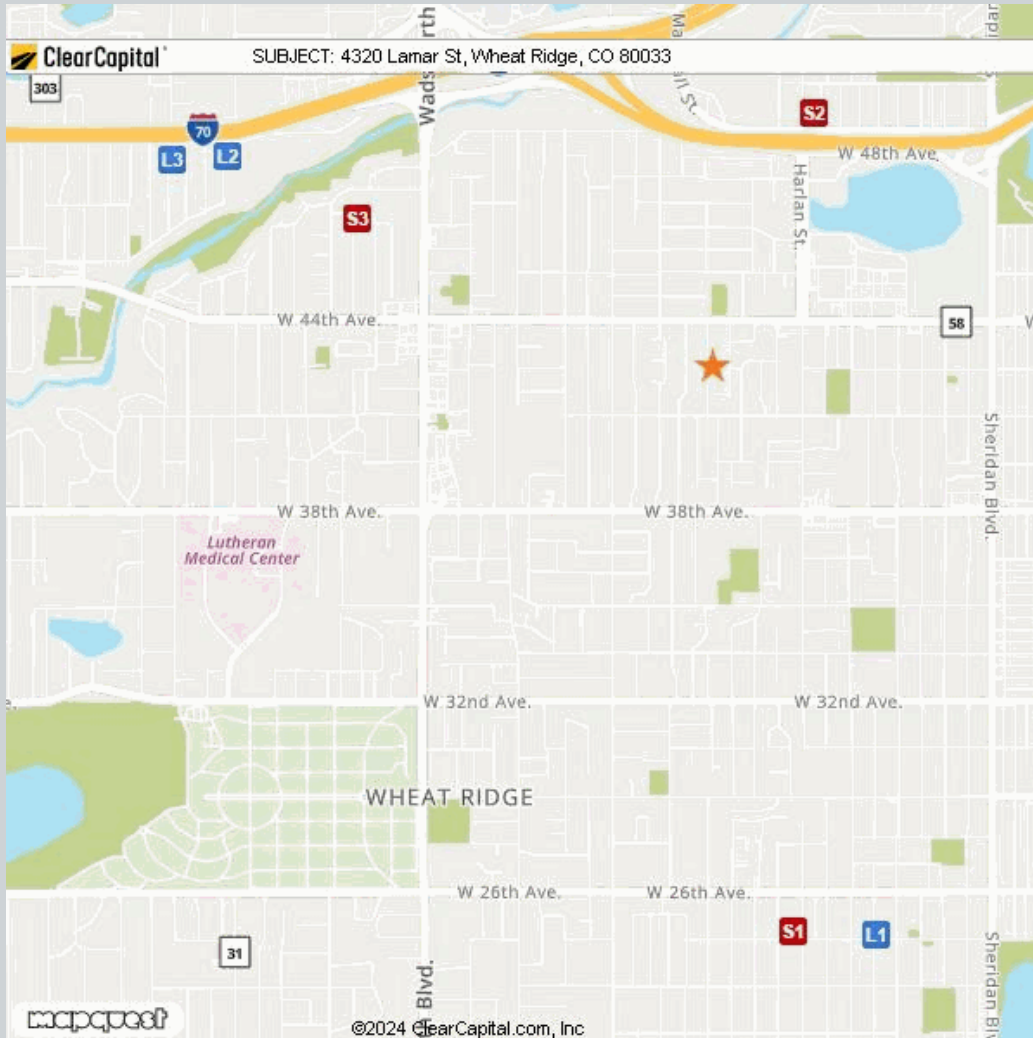 ClearCapital
SUBJECT: 4320 Lamar St, Wheat Ridge, CO 80033
303
70
L3
L2
S2
W 48th Ave.
Harlan St.
S3
W 44th Ave.
58
Sheridan Blvd.
W 38th Ave.
W 38th Ave.
Lutheran
Medical Center
W 32nd Ave.
W 32nd Ave.
WHEAT RIDGE
W 26th Ave.
W 26th Ave.
S1
L1
31
Blvd.
mapquest
©2024 ClearCapital.com, Inc